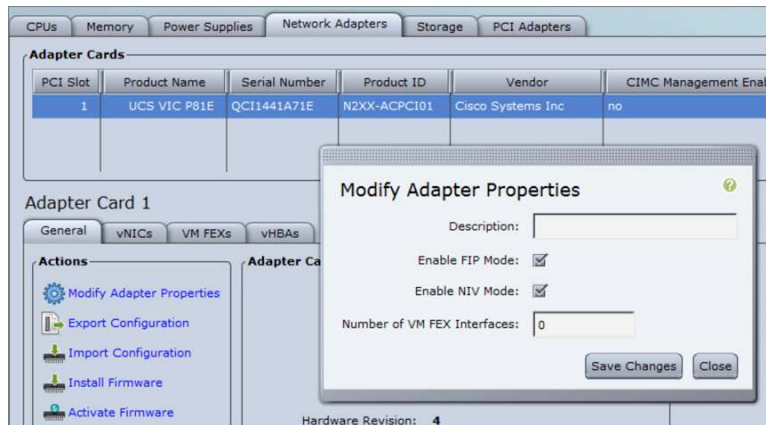 CPUs Memory Power Supplies Network Adapters Storage PCI Adapters
Adapter Cards
PCI Slot Product Name Serial Number Product ID Vendor CIMC Management Enal
1 UCS VIC P81E QCI1441A71E N2XX-ACPCI01 Cisco Systems Inc no
Modify Adapter Properties
Description:
Enable FIP Mode:
Enable NIV Mode:
Number of VM FEX Interfaces: 0
Save Changes Close
Adapter Card 1
General vNICs VM FEXs vHBAs
Actions Adapter Ca
Modify Adapter Properties
Export Configuration
Import Configuration
Install Firmware
Activate Firmware
Hardware Revision: 4